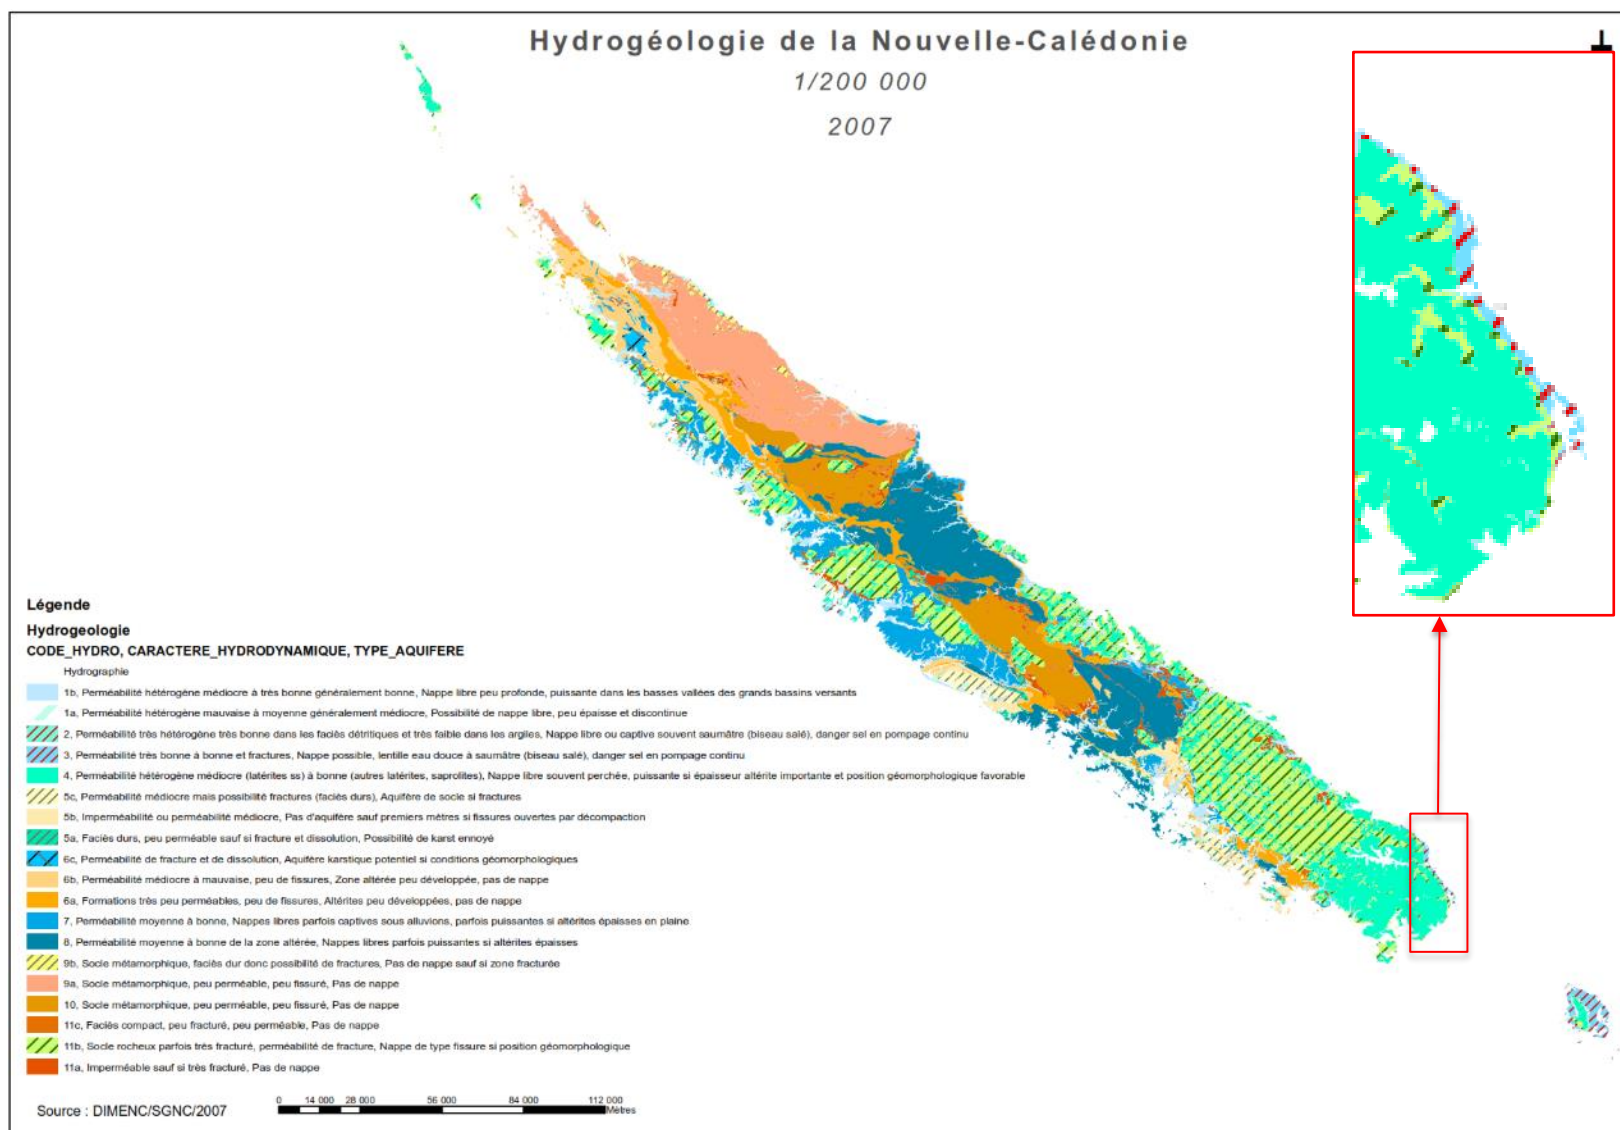 Hydrogéologie de la Nouvelle-Calédonie
1/200 000
2007
Légende
Hydrogeologie
CODE_HYDRO, CARACTERE_HYDRODYNAMIQUE, TYPE_AQUIFERE
Hydrographie
1b, Perméabilité hétérogène médiocre à très bonne généralement bonne, Nappe libre peu profonde, puissante dans les basses vallées des grands bassins versants
1a, Perméabilité hétérogène mauvaise à moyenne généralement médiocre, Possibilité de nappe libre, peu épaisse et discontinue
2, Perméabilité très hétérogène très bonne dans les faciès détritiques et très faible dans les argiles, Nappe libre ou captive souvent saumâtre (biseau salé), danger sel en pompage continu
3, Perméabilité très bonne à bonne et fractures, Nappe possible, lentille eau douce à saumâtre (biseau salé), danger sel en pompage continu
4, Perméabilité hétérogène médiocre (latérites ss) à bonne (autres latérites, saprolites), Nappe libre souvent perchée, puissante si épaisseur altérite importante et position géomorphologique favorable
5c, Perméabilité médiocre mais possibilité fractures (faciès durs), Aquifère de socle si fractures
5b, Imperméabilité ou perméabilité médiocre, Pas d'aquifère sauf premiers mètres si fissures ouvertes par décompaction
5a, Faciès durs, peu perméable sauf si fracture et dissolution, Possibilité de karst ennoyé
6c, Perméabilité de fracture et de dissolution, Aquifère karstique potentiel si conditions géomorphologiques
6b, Perméabilité médiocre à mauvaise, peu de fissures, Zone altérée peu développée, pas de nappe
6a, Formations très peu perméables, peu de fissures, Altérites peu développées, pas de nappe
7, Perméabilité moyenne à bonne, Nappes libres parfois captives sous alluvions, parfois puissantes si altérites épaisses en plaine
8, Perméabilité moyenne à bonne de la zone altérée, Nappes libres parfois puissantes si altérites épaisses
9b, Socle métamorphique, faciès dur donc possibilité de fractures, Pas de nappe sauf si zone fracturée
9a, Socle métamorphique, peu perméable, peu fissuré, Pas de nappe
10, Socle métamorphique, peu perméable, peu fissuré, Pas de nappe
11c, Faciès compact, peu fracturé, peu perméable, Pas de nappe
11b, Socle rocheux parfois très fracturé, perméabilité de fracture, Nappe de type fissure si position géomorphologique
11a, Imperméable sauf si très fracturé, Pas de nappe
Source : DIMENC/SGNC/2007
0 14 000 28 000 56 000 84 000 112 000
Mètres